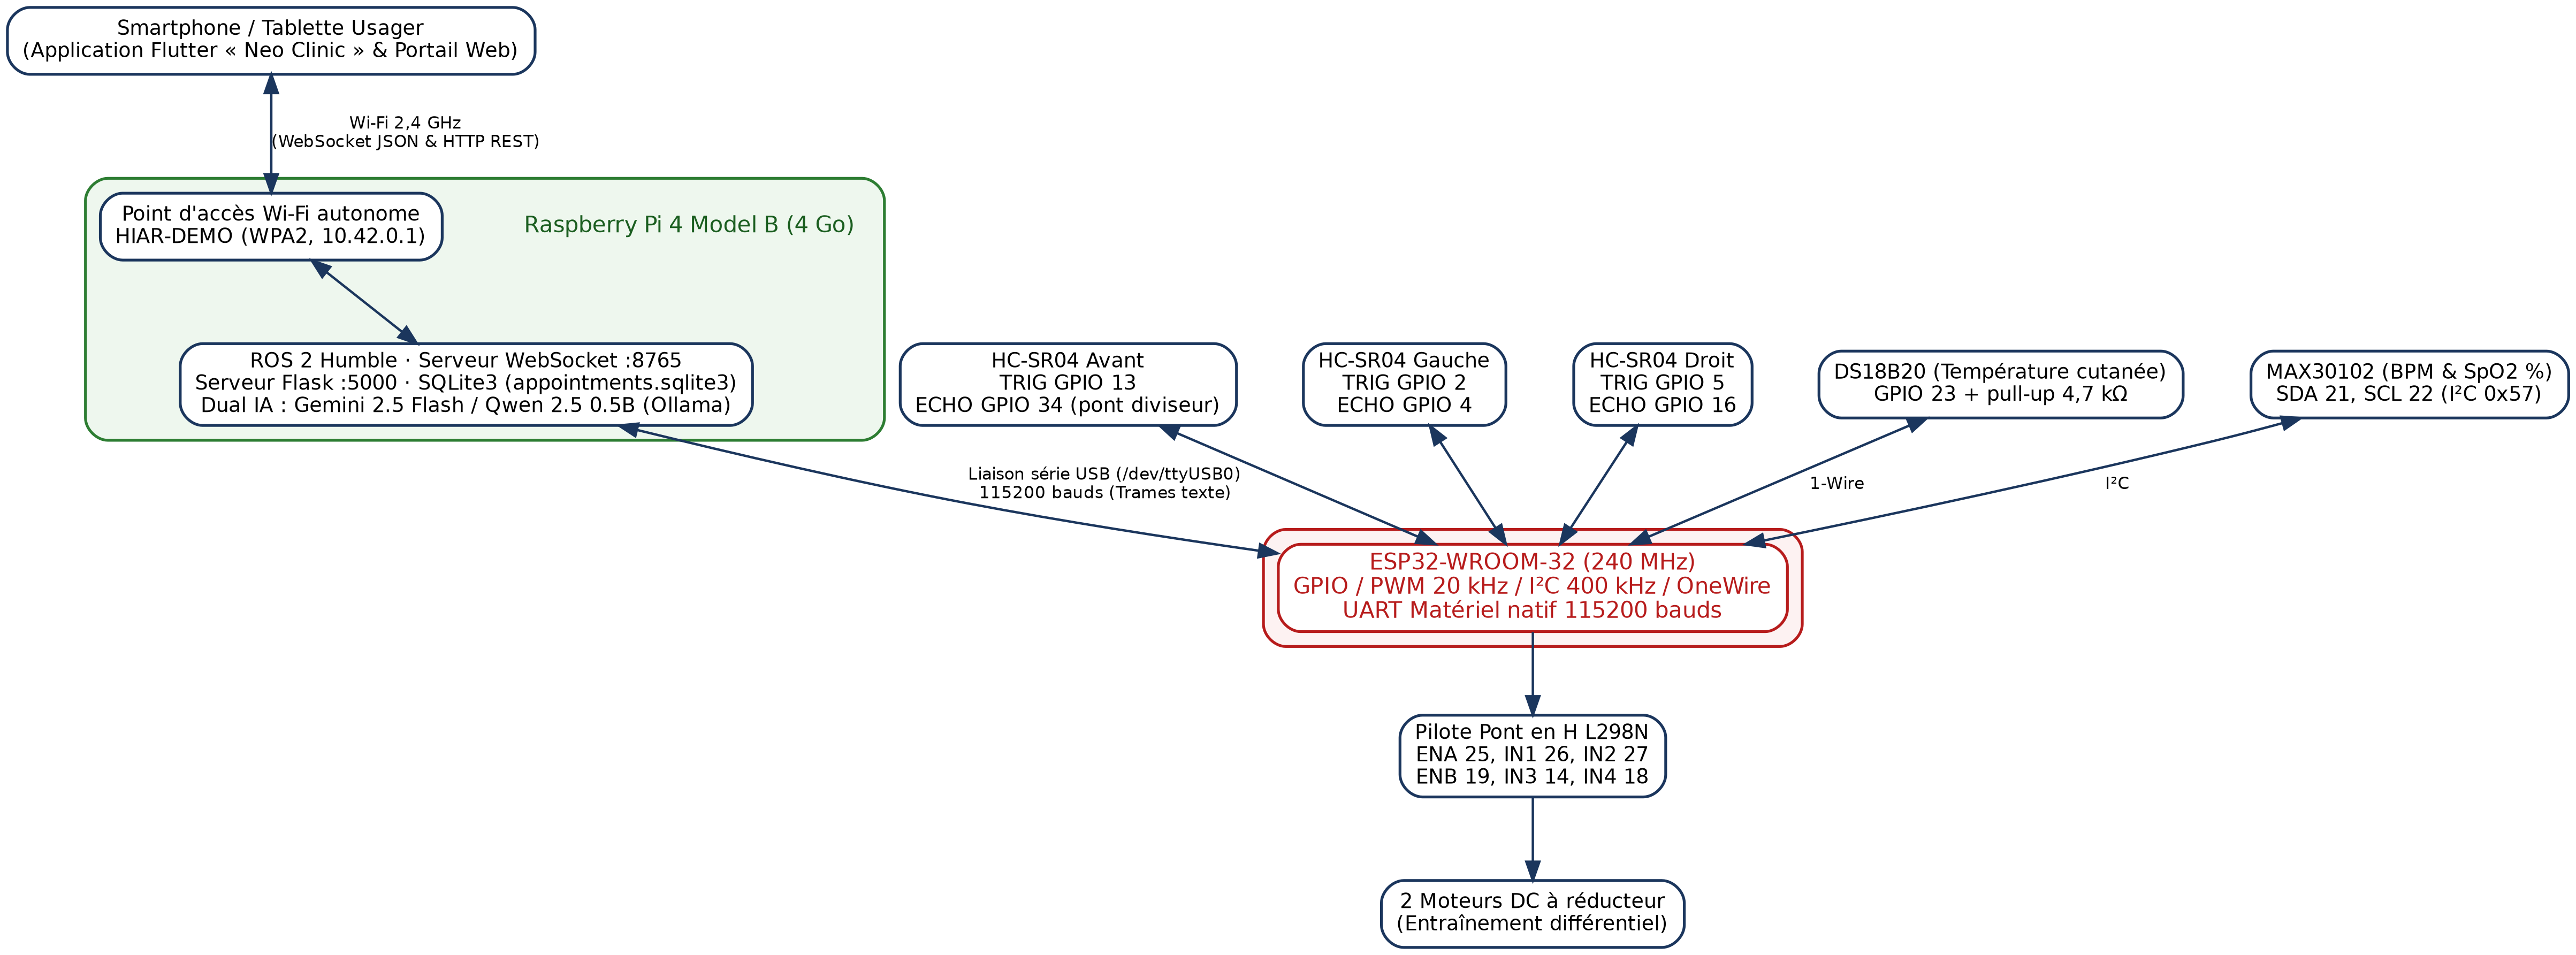 Smartphone / Tablette Usager
(Application Flutter « Neo Clinic » & Portail Web)
Wi-Fi 2,4 GHz
(WebSocket JSON & HTTP REST)
Raspberry Pi 4 Model B (4 Go)
Point d'accès Wi-Fi autonome
HIAR-DEMO (WPA2, 10.42.0.1)
ROS 2 Humble · Serveur WebSocket :8765
Serveur Flask :5000 · SQLite3 (appointments.sqlite3)
Dual IA : Gemini 2.5 Flash / Qwen 2.5 0.5B (Ollama)
HC-SR04 Avant
TRIG GPIO 13
ECHO GPIO 34 (pont diviseur)
HC-SR04 Gauche
TRIG GPIO 2
ECHO GPIO 4
HC-SR04 Droit
TRIG GPIO 5
ECHO GPIO 16
DS18B20 (Température cutanée)
GPIO 23 + pull-up 4,7 kΩ
MAX30102 (BPM & SpO2 %)
SDA 21, SCL 22 (I²C 0x57)
Liaison série USB (/dev/ttyUSB0)
115200 bauds (Trames texte)
1-Wire
I²C
ESP32-WROOM-32 (240 MHz)
GPIO / PWM 20 kHz / I²C 400 kHz / OneWire
UART Matériel natif 115200 bauds
Pilote Pont en H L298N
ENA 25, IN1 26, IN2 27
ENB 19, IN3 14, IN4 18
2 Moteurs DC à réducteur
(Entraînement différentiel)